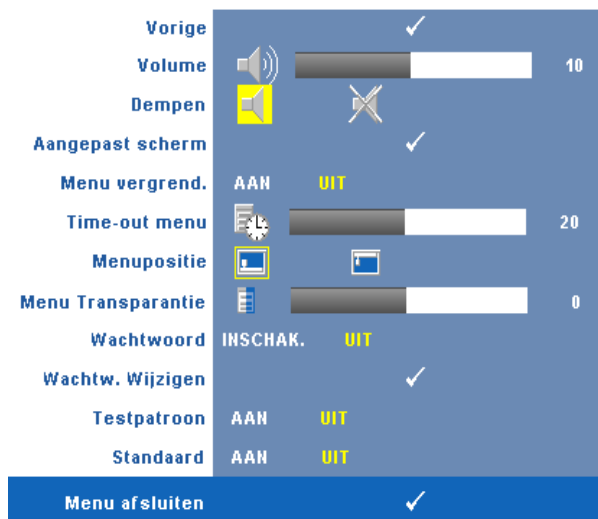 Vorige
Volume 10
Dempen
Aangepast scherm
Menu vergrend. AAN UIT
Time-out menu 20
Menupositie
Menu Transparantie 0
Wachtwoord INSCHAK. UIT
Wachtw. Wijzigen
Testpatroon AAN UIT
Standaard AAN UIT
Menu afsluiten